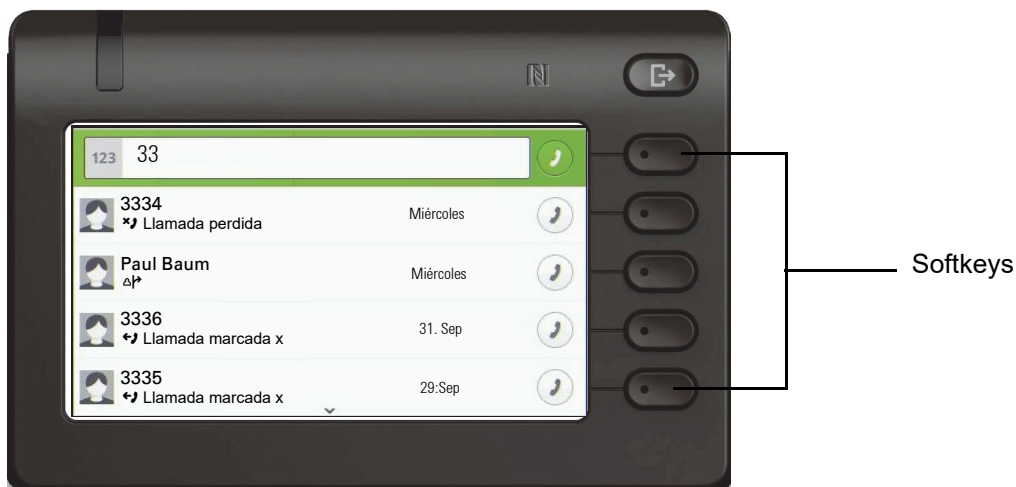 123 33
3334
Llamada perdida
Miércoles
Paul Baum
Miércoles
3336
Llamada marcada x
31. Sep
3335
Llamada marcada x
29:Sep
Softkeys